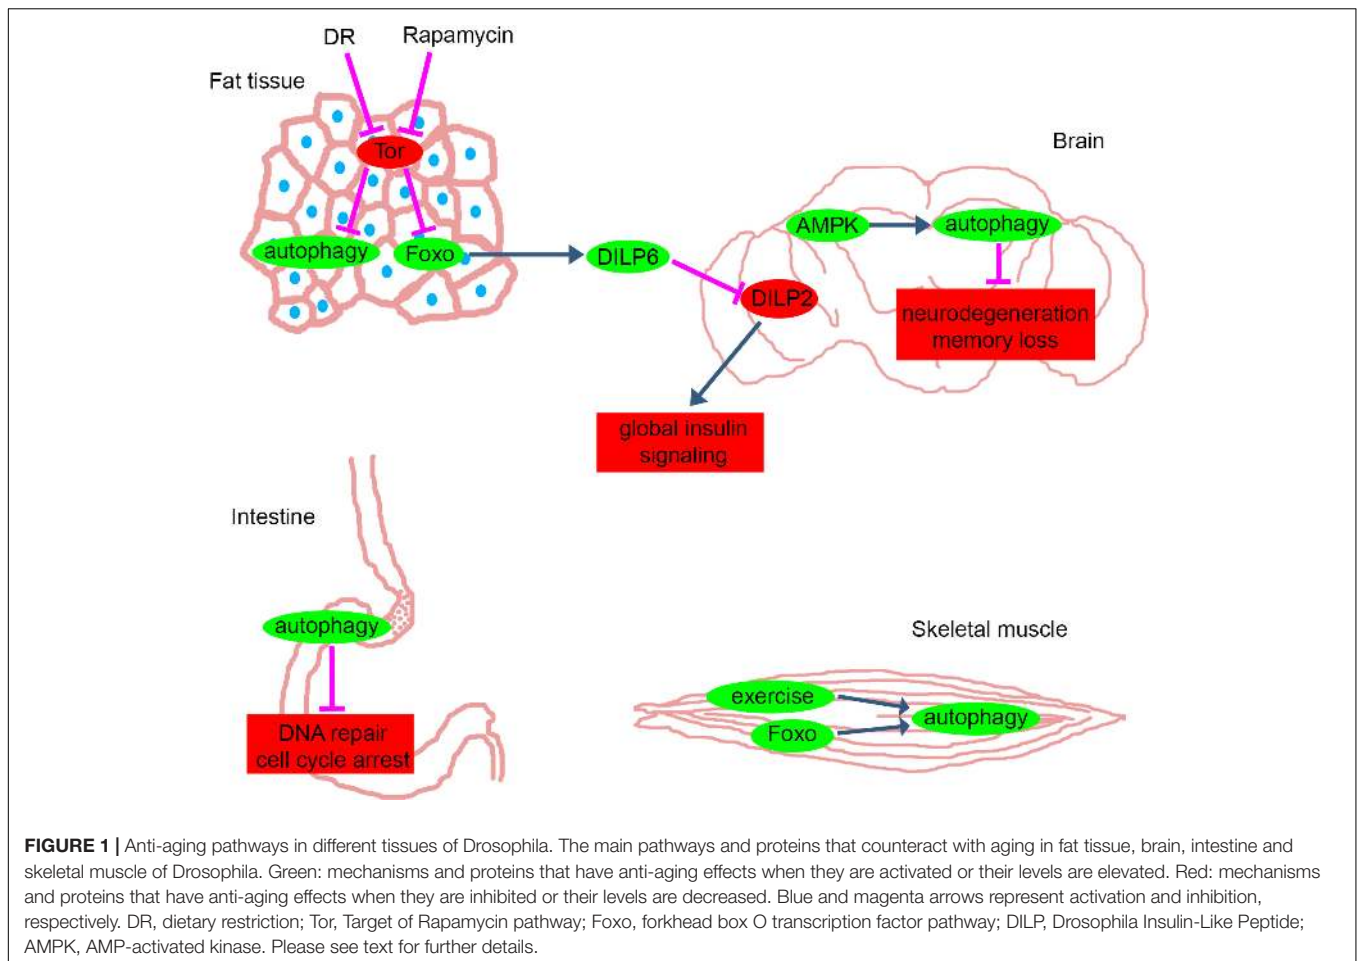 DR
Rapamycin
Fat tissue
Tor
autophagy
Foxo
DILP6
Brain
AMPK
autophagy
DILP2
neurodegeneration
memory loss
global insulin
signaling
Intestine
autophagy
DNA repair
cell cycle arrest
Skeletal muscle
exercise
Foxo
autophagy
FIGURE 1 | Anti-aging pathways in different tissues of Drosophila. The main pathways and proteins that counteract with aging in fat tissue, brain, intestine and
skeletal muscle of Drosophila. Green: mechanisms and proteins that have anti-aging effects when they are activated or their levels are elevated. Red: mechanisms
and proteins that have anti-aging effects when they are inhibited or their levels are decreased. Blue and magenta arrows represent activation and inhibition,
respectively. DR, dietary restriction; Tor, Target of Rapamycin pathway; Foxo, forkhead box O transcription factor pathway; DILP, Drosophila Insulin-Like Peptide;
AMPK, AMP-activated kinase. Please see text for further details.